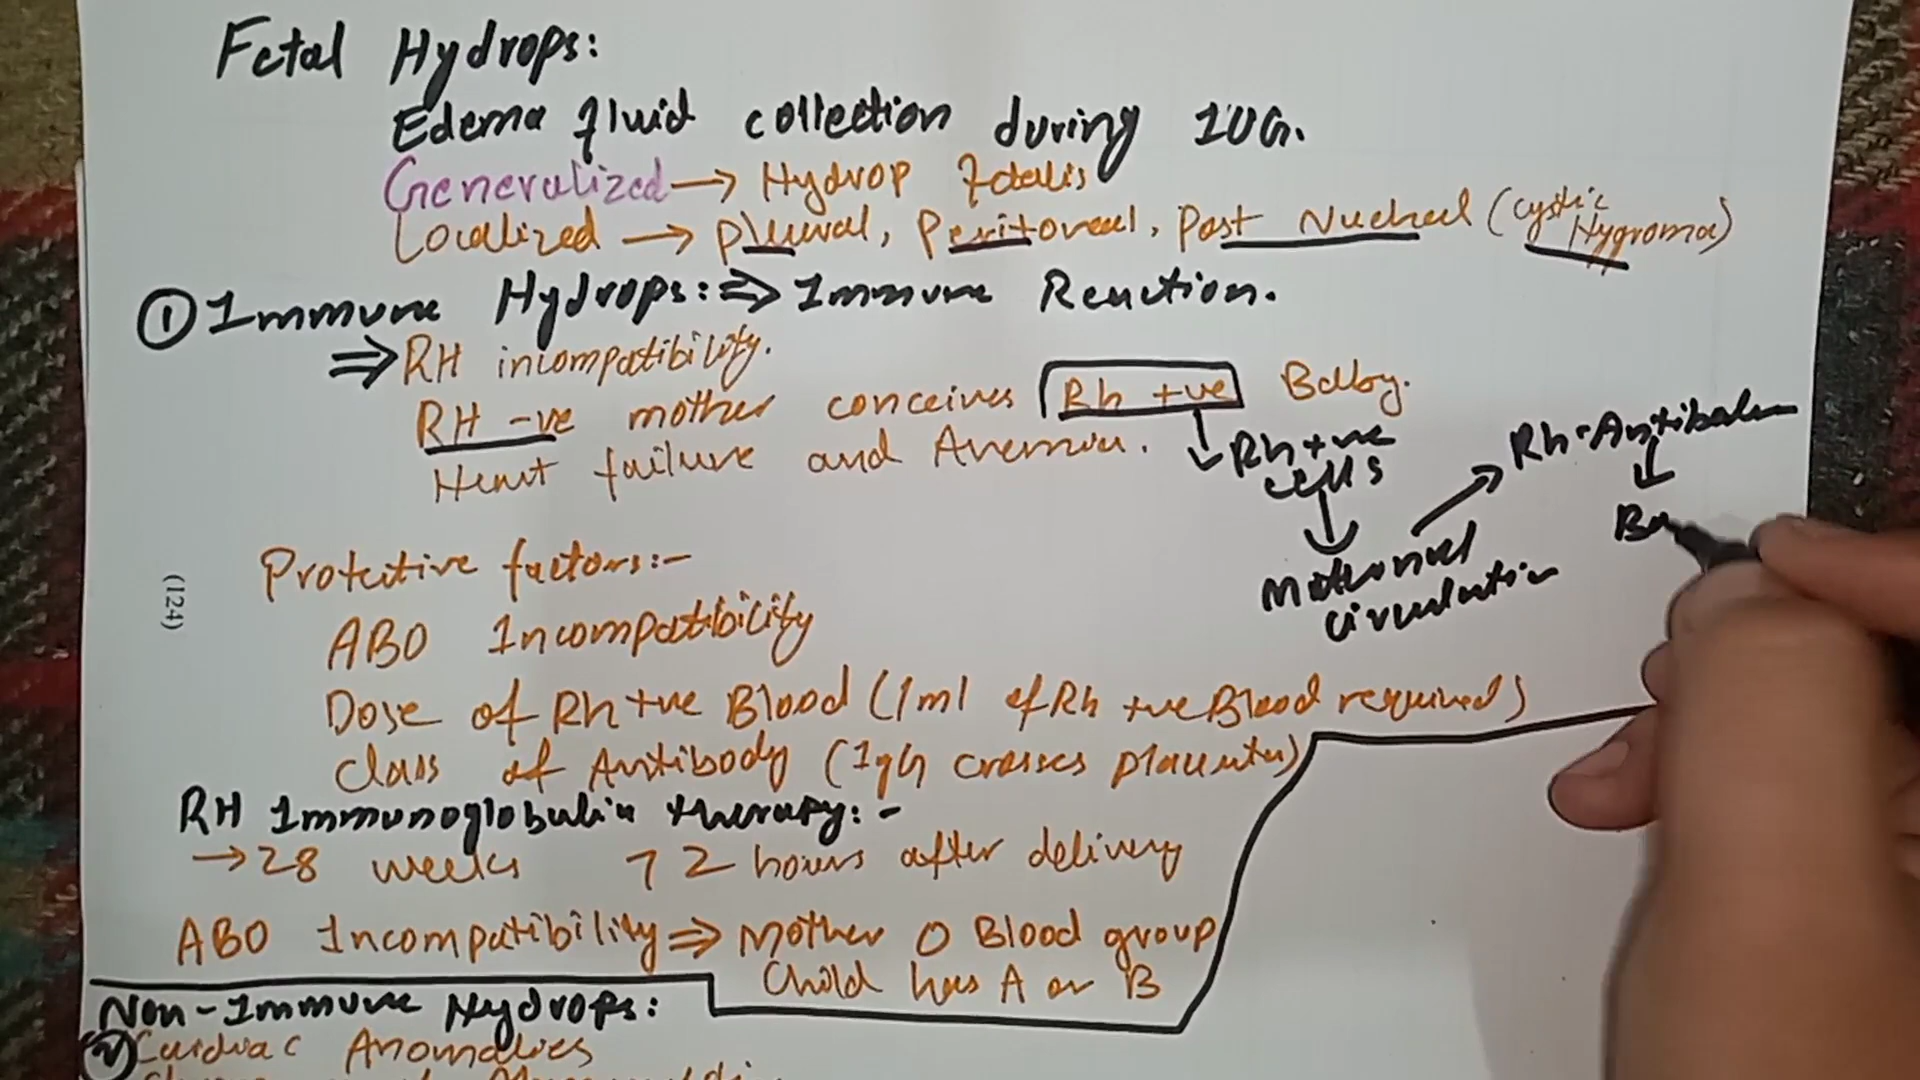 Fetal Hydrops:
Edema fluid collection during IUG.
Generalized → Hydrop fetalis
Localized → pleural, Peritoneal, Post Nucheal (cystic Hygroma)
① Immune Hydrops: ⇒ Immune Reaction.
⇒ RH incompatibility.
RH -ve mother conceives Rh +ve Baby.
Heart failure and Anemia.
↓ Rh +ve cells
↓
Maternal circulation
→ Rh-Antibodies
↓
Ba
Protective factors:-
ABO Incompatibility
Dose of Rh +ve Blood (1ml of Rh +ve Blood required)
Class of Antibody (IgG crosses placenta)
RH Immunoglobulin therapy:-
→ 28 weeks 72 hours after delivery
ABO Incompatibility ⇒ Mother O Blood group
Child has A or B
Non-Immune Hydrops:
Cardiac Anomalies
(124)